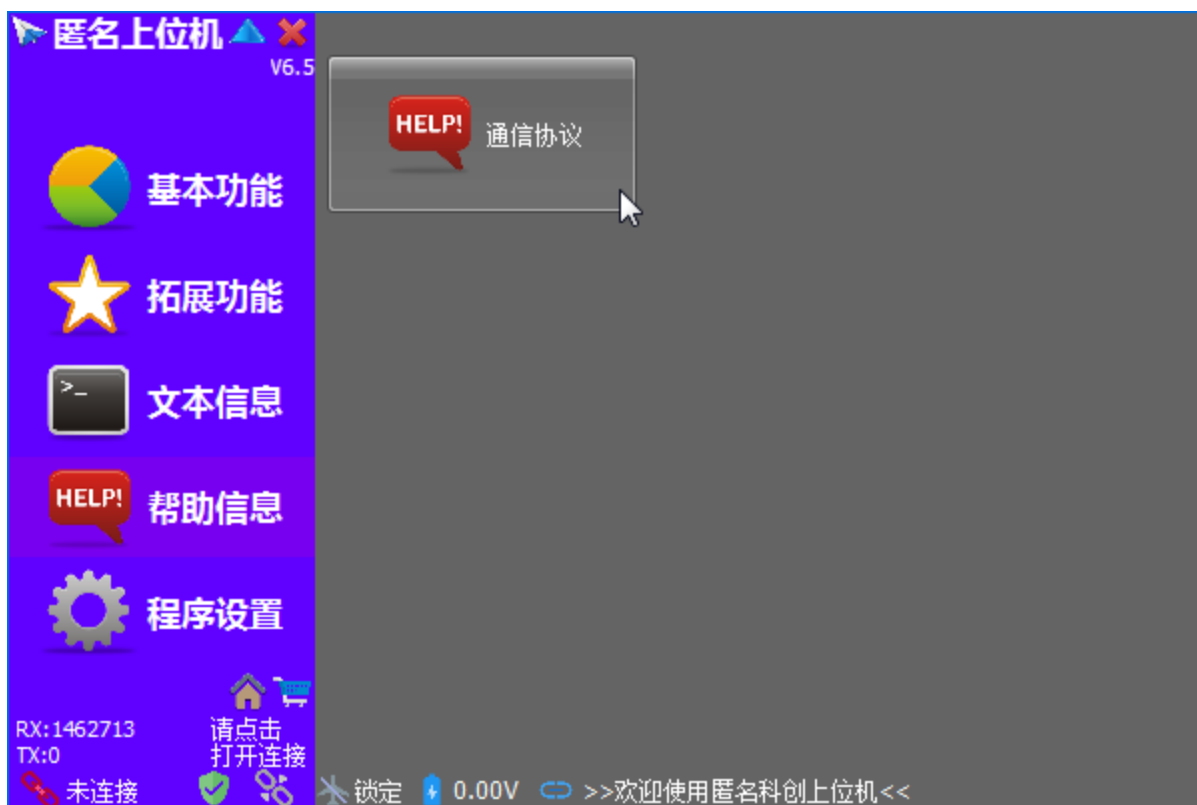 匿名上位机
V6.5
HELP! 通信协议
基本功能
拓展功能
>_ 文本信息
HELP! 帮助信息
程序设置
RX:1462713 请点击
TX:0 打开连接
未连接 锁定 0.00V >>欢迎使用匿名科创上位机<<